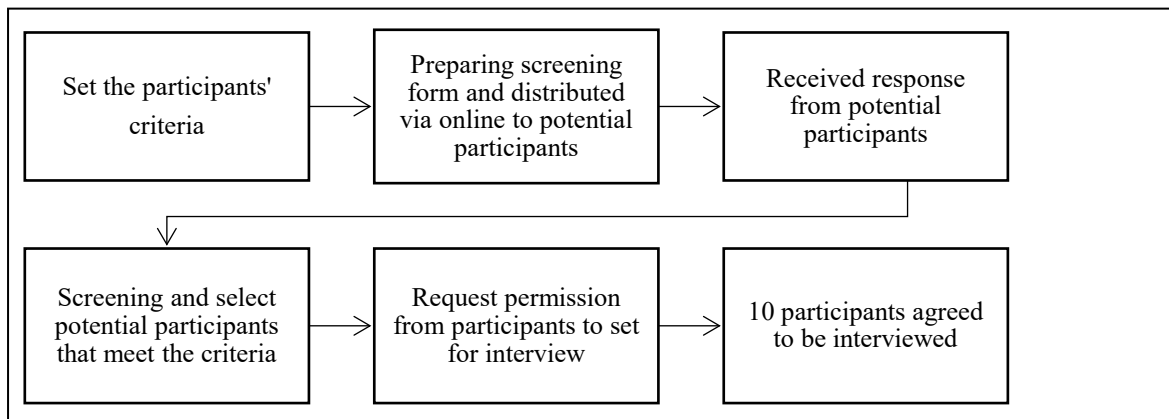 Set the participants'
criteria
Preparing screening
form and distributed
via online to potential
participants
Received response
from potential
participants
Screening and select
potential participants
that meet the criteria
Request permission
from participants to set
for interview
10 participants agreed
to be interviewed